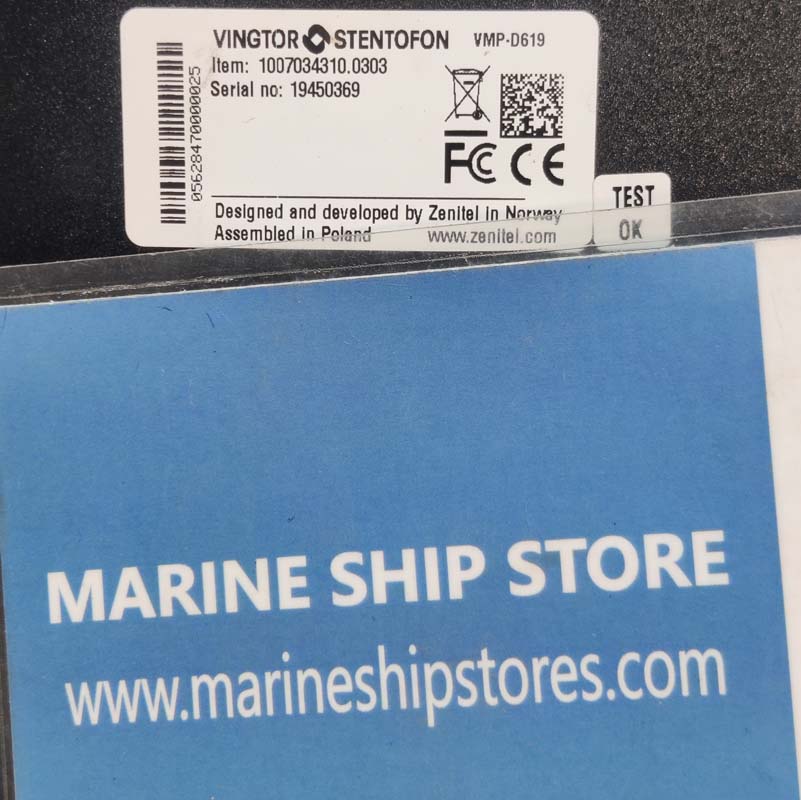 VINGTOR STENTOFON VMP-D619
Item: 1007034310.0303
Serial no: 19450369
05628470000025
FC CE
Designed and developed by Zenitel in Norway
Assembled in Poland www.zenitel.com
TEST
OK
MARINE SHIP STORE
www.marineshipstores.com